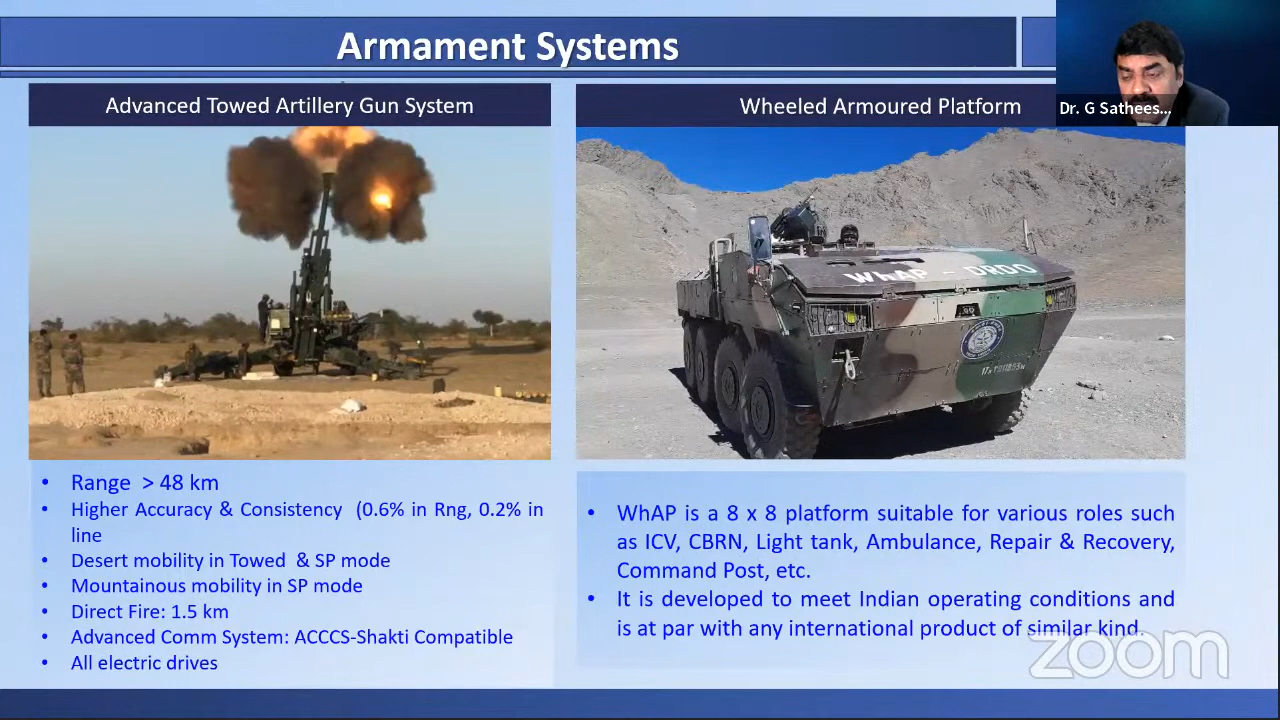 Armament Systems
Dr. G Sathees...
Advanced Towed Artillery Gun System
Wheeled Armoured Platform
WhAP - DRDO
• Range > 48 km
• Higher Accuracy & Consistency (0.6% in Rng, 0.2% in
line
• Desert mobility in Towed & SP mode
• Mountainous mobility in SP mode
• Direct Fire: 1.5 km
• Advanced Comm System: ACCCS-Shakti Compatible
• All electric drives
• WhAP is a 8 x 8 platform suitable for various roles such
as ICV, CBRN, Light tank, Ambulance, Repair & Recovery,
Command Post, etc.
• It is developed to meet Indian operating conditions and
is at par with any international product of similar kind.
zoom